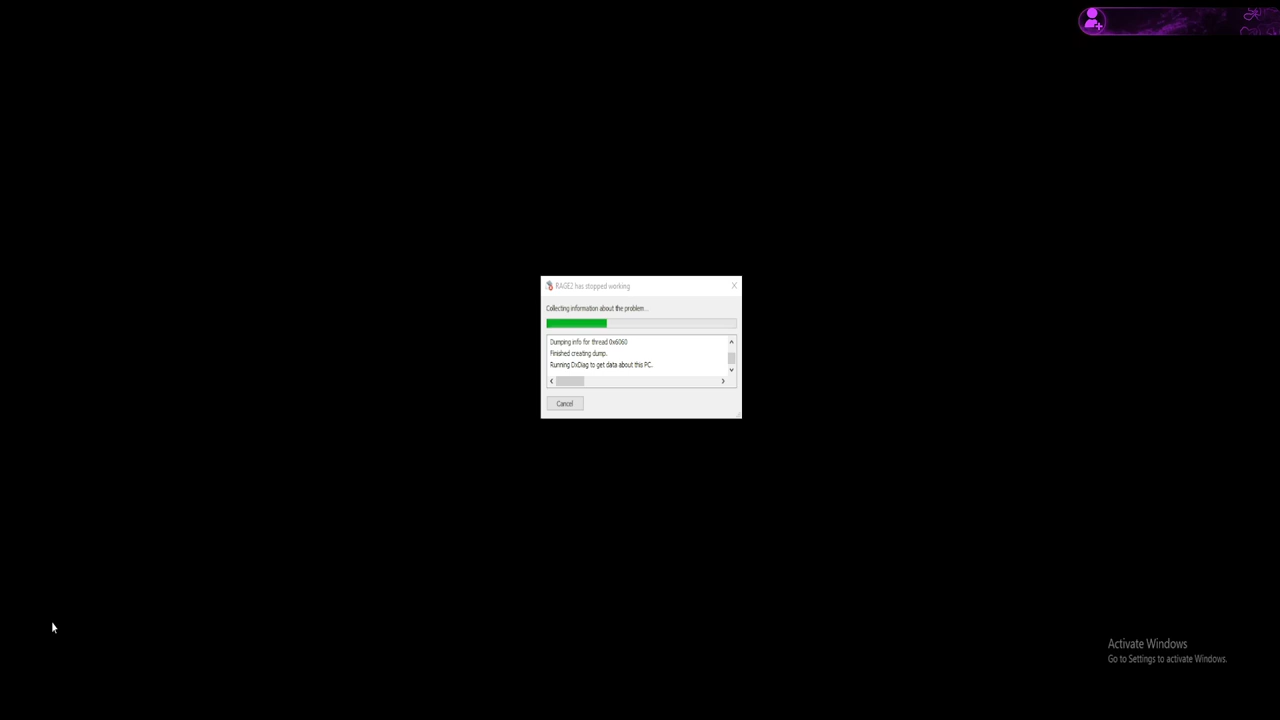 RAGE2 has stopped working
Collecting information about the problem...
Dumping info for thread 0x6060
Finished creating dump.
Running DxDiag to get data about this PC.
Cancel
Activate Windows
Go to Settings to activate Windows.